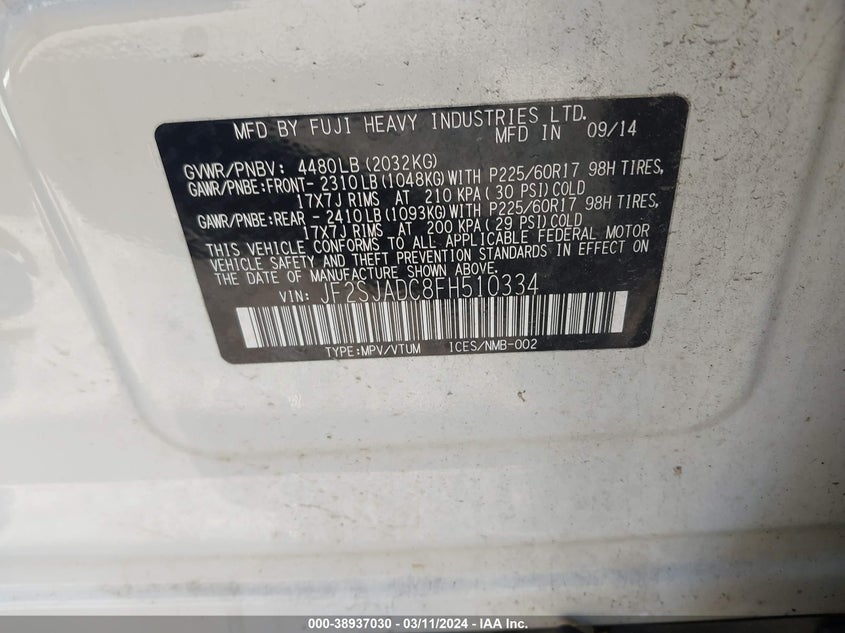 MFD BY FUJI HEAVY INDUSTRIES LTD.
MFD IN 09/14
GVWR/PNBV: 4480LB (2032KG)
GAWR/PNBE:FRONT- 2310LB (1048KG) WITH P225/60R17 98H TIRES,
17X7J RIMS AT 210 KPA( 30 PSI) COLD
GAWR/PNBE:REAR - 2410LB (1093KG) WITH P225/60R17 98H TIRES,
17X7J RIMS AT 200 KPA( 29 PSI) COLD
THIS VEHICLE CONFORMS TO ALL APPLICABLE FEDERAL MOTOR
VEHICLE SAFETY AND THEFT PREVENTION STANDARDS IN EFFECT ON
THE DATE OF MANUFACTURE SHOWN ABOVE.
VIN: JF2SJADC8FH510334
TYPE:MPV/VTUM ICES/NMB-002
000-38937030 - 03/11/2024 - IAA Inc.